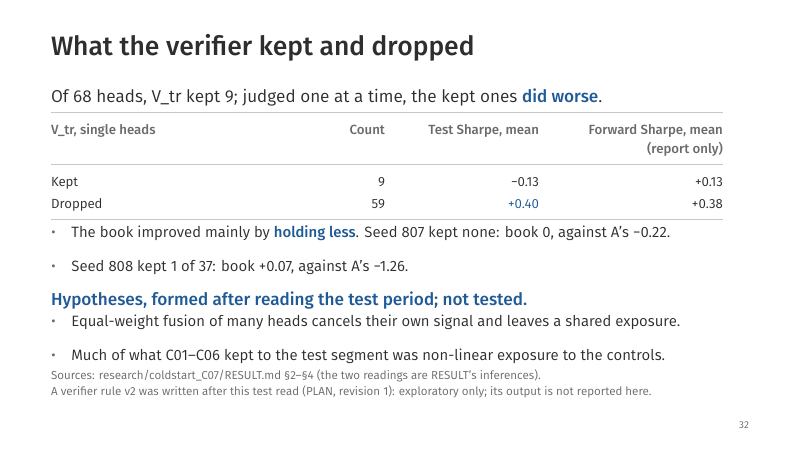 What the verifier kept and dropped
Of 68 heads, V_tr kept 9; judged one at a time, the kept ones did worse.
V_tr, single heads Count Test Sharpe, mean Forward Sharpe, mean
(report only)
Kept 9 −0.13 +0.13
Dropped 59 +0.40 +0.38
• The book improved mainly by holding less. Seed 807 kept none: book 0, against A’s −0.22.
• Seed 808 kept 1 of 37: book +0.07, against A’s −1.26.
Hypotheses, formed after reading the test period; not tested.
• Equal-weight fusion of many heads cancels their own signal and leaves a shared exposure.
• Much of what C01–C06 kept to the test segment was non-linear exposure to the controls.
Sources: research/coldstart_C07/RESULT.md §2–§4 (the two readings are RESULT’s inferences).
A verifier rule v2 was written after this test read (PLAN, revision 1): exploratory only; its output is not reported here.
32